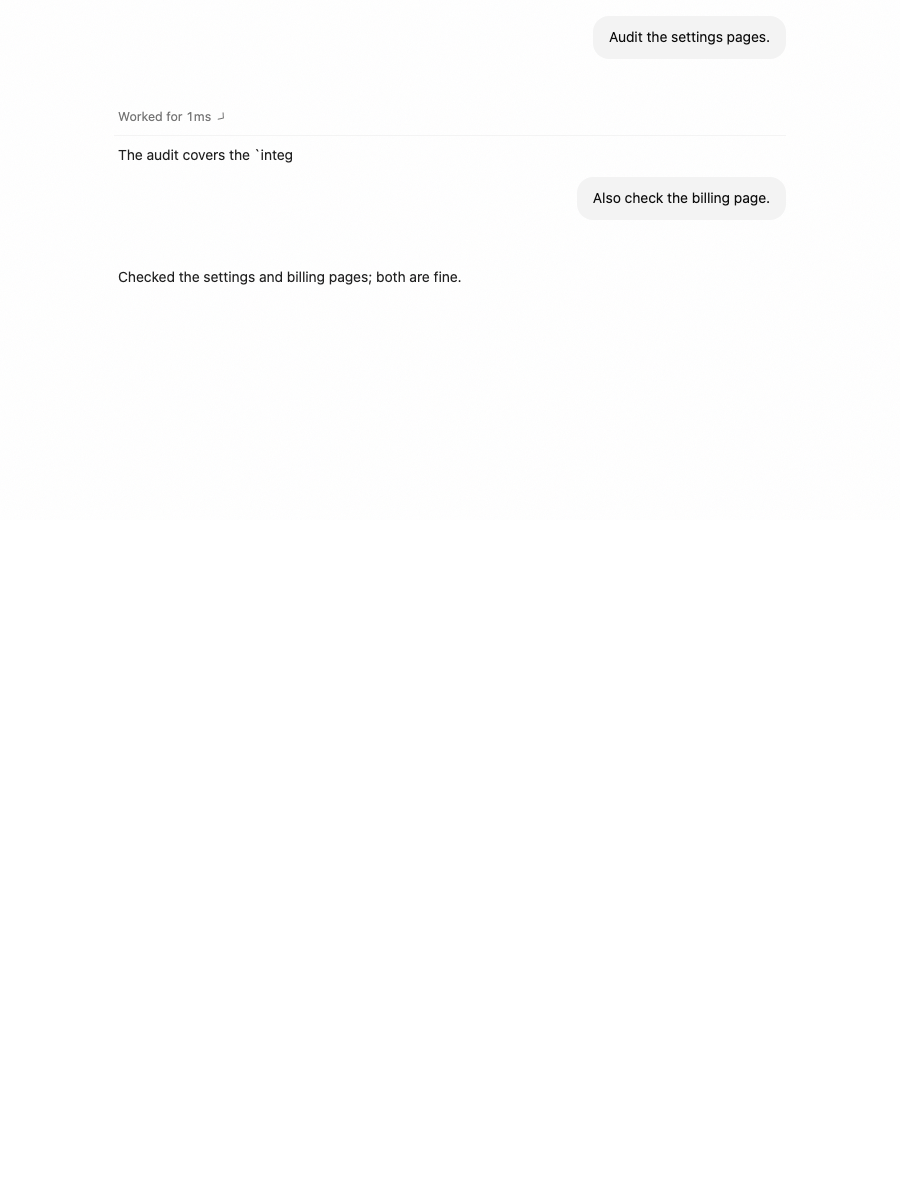 Audit the settings pages.
Worked for 1ms
The audit covers the `integ
Also check the billing page.
Checked the settings and billing pages; both are fine.